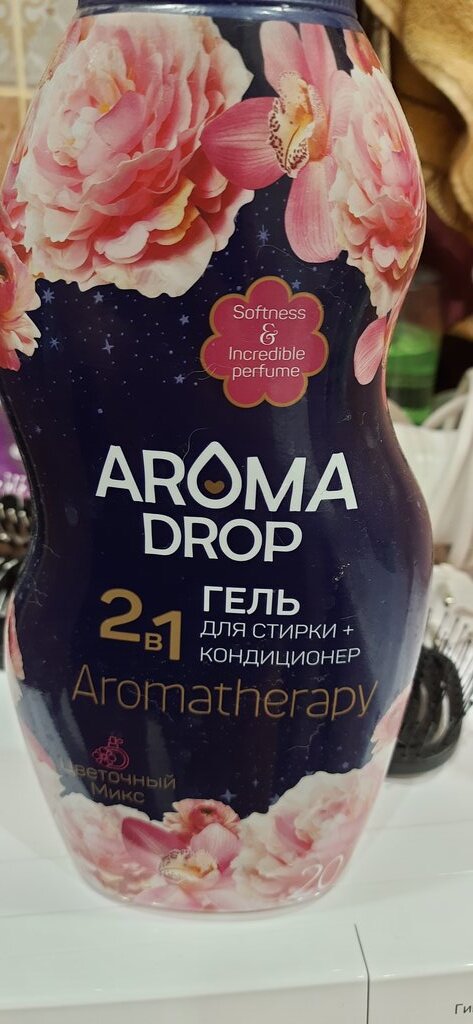 Softness
&
Incredible
perfume
AROMA
DROP
2в1
ГЕЛЬ
ДЛЯ СТИРКИ +
КОНДИЦИОНЕР
Aromatherapy
Цветочный
Микс
20